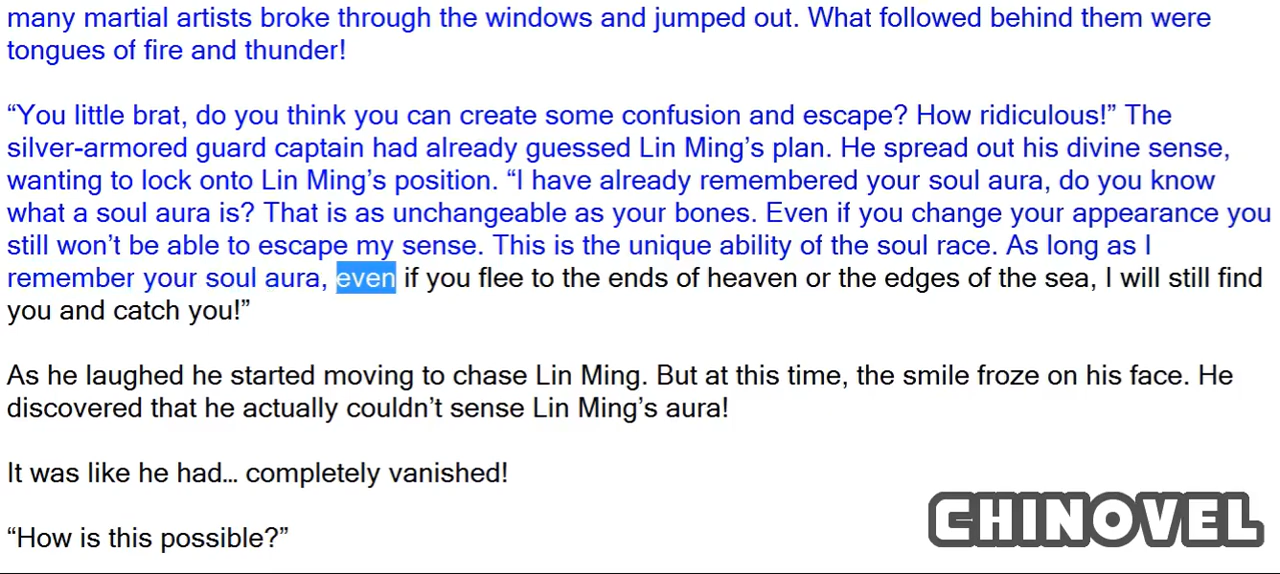 many martial artists broke through the windows and jumped out. What followed behind them were
tongues of fire and thunder!
“You little brat, do you think you can create some confusion and escape? How ridiculous!” The
silver-armored guard captain had already guessed Lin Ming’s plan. He spread out his divine sense,
wanting to lock onto Lin Ming’s position. “I have already remembered your soul aura, do you know
what a soul aura is? That is as unchangeable as your bones. Even if you change your appearance you
still won’t be able to escape my sense. This is the unique ability of the soul race. As long as I
remember your soul aura, even if you flee to the ends of heaven or the edges of the sea, I will still find
you and catch you!”
As he laughed he started moving to chase Lin Ming. But at this time, the smile froze on his face. He
discovered that he actually couldn’t sense Lin Ming’s aura!
It was like he had… completely vanished!
“How is this possible?”
CHINOVEL